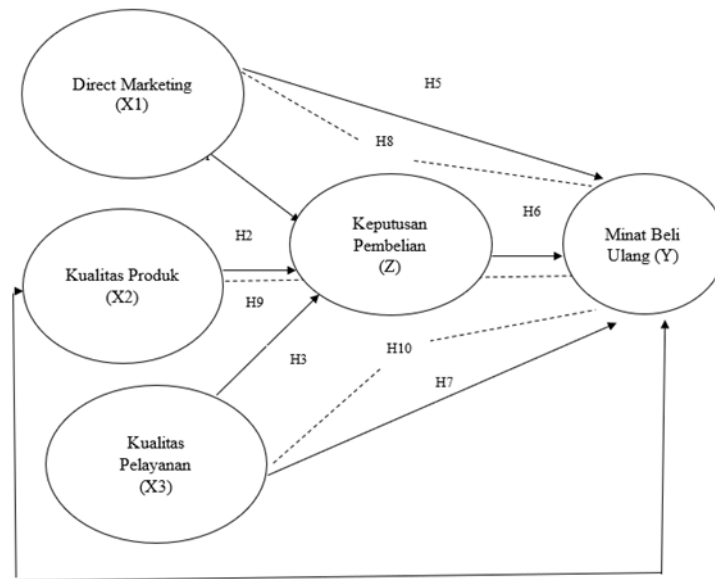 Direct Marketing
(X1)
H5
H8
H2
Keputusan
Pembelian
(Z)
H6
Minat Beli
Ulang (Y)
Kualitas Produk
(X2)
H9
H3
H10
H7
Kualitas
Pelayanan
(X3)